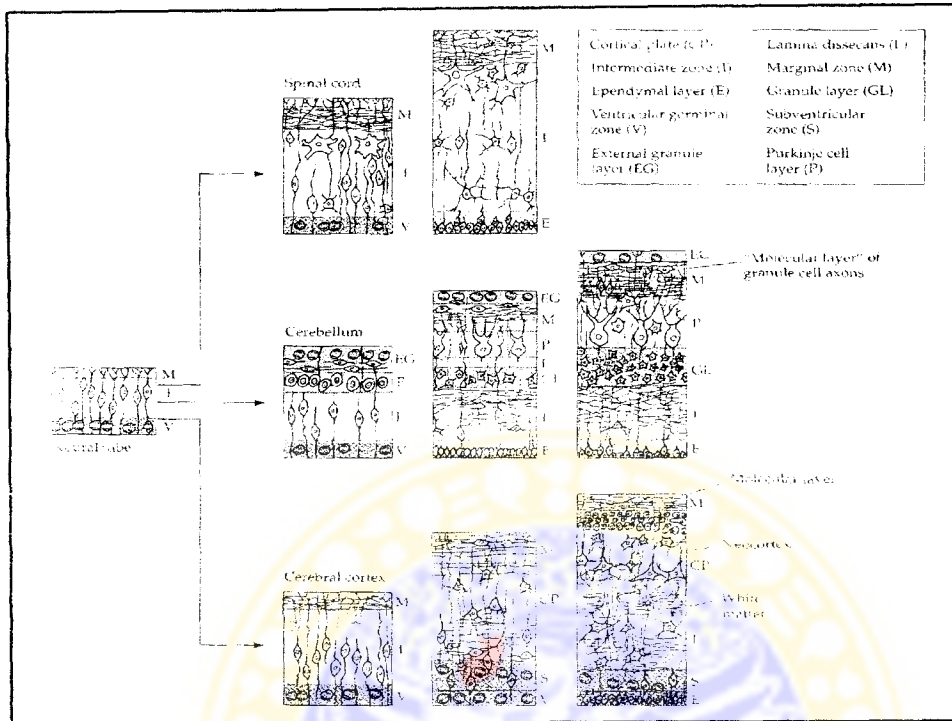 Spinal cord
M
I
V
M
I
E
Cortical plate (CP)
Intermediate zone (I)
Ependymal layer (E)
Ventricular germinal
zone (V)
External granule
layer (EG)
Lamina dissecans (L)
Marginal zone (M)
Granule layer (GL)
Subventricular
zone (S)
Purkinje cell
layer (P)
Neural tube
M
I
V
Cerebellum
EG
P
I
V
EG
M
P
I
E
EG
M
P
GL
I
E
"Molecular layer" of
granule cell axons
Cerebral cortex
M
I
V
M
CP
I
S
V
M
CP
I
S
E
Molecular layer
Neocortex
White
matter